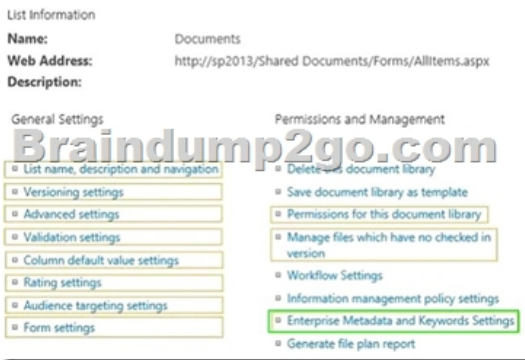 List Information
Name: Documents
Web Address: http://sp2013/Shared Documents/Forms/AllItems.aspx
Description:
General Settings
Permissions and Management
Braindump2go.com
List name, description and navigation
Versioning settings
Advanced settings
Validation settings
Column default value settings
Rating settings
Audience targeting settings
Form settings
Delete this document library
Save document library as template
Permissions for this document library
Manage files which have no checked in
version
Workflow Settings
Information management policy settings
Enterprise Metadata and Keywords Settings
Generate file plan report